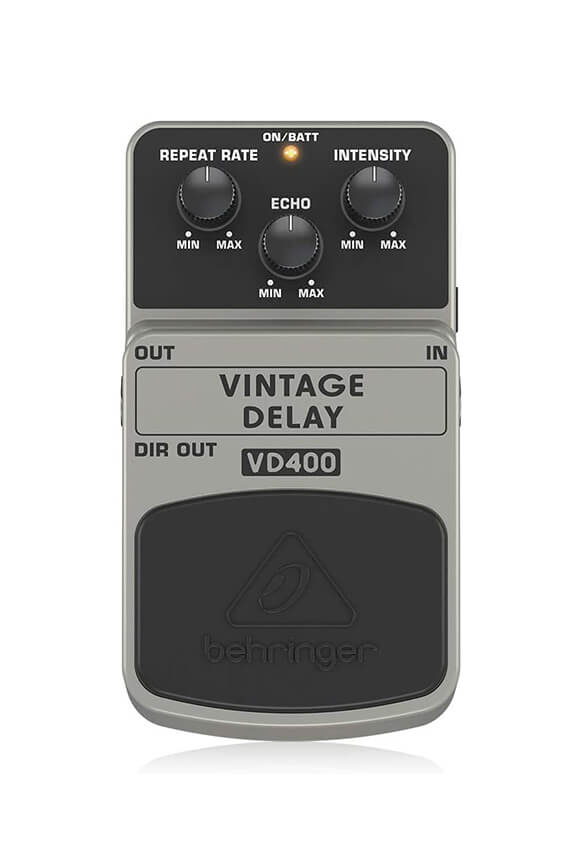 ON/BATT
REPEAT RATE
INTENSITY
ECHO
MIN MAX
MIN MAX
MIN MAX
OUT
IN
VINTAGE
DELAY
DIR OUT
VD400
behringer